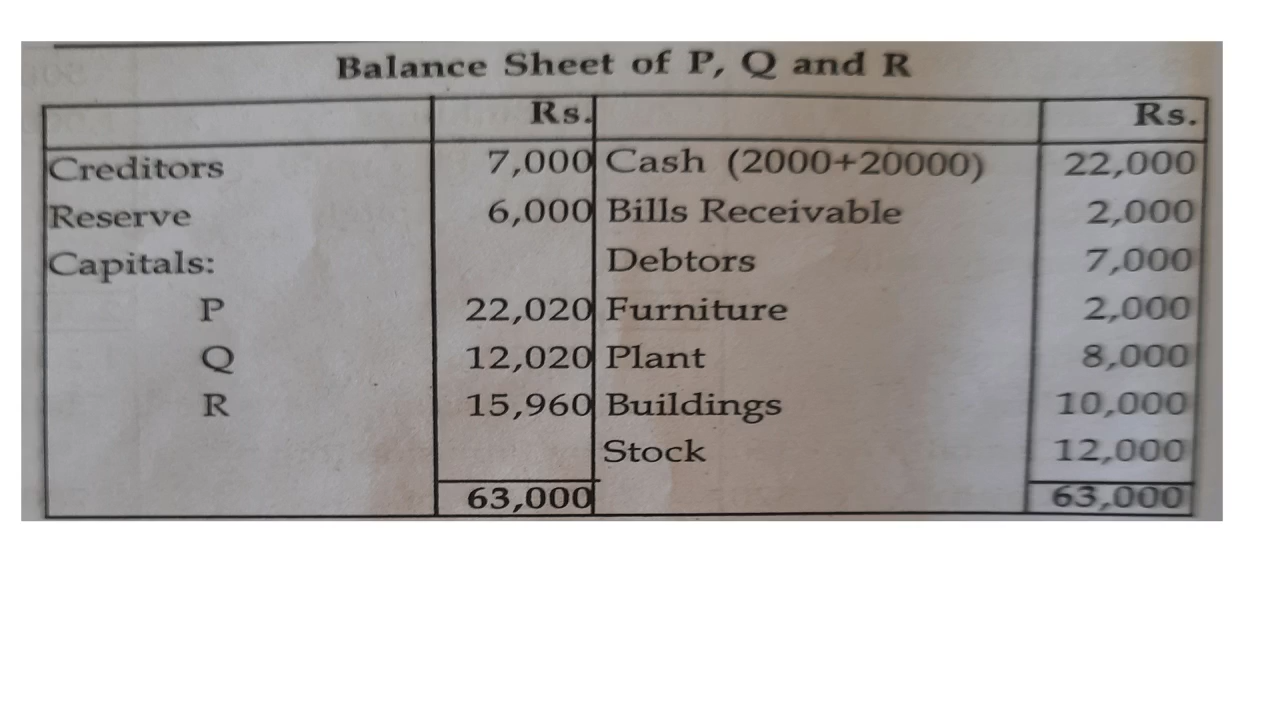 Balance Sheet of P, Q and R
Rs. Rs.
Creditors 7,000 Cash (2000+20000) 22,000
Reserve 6,000 Bills Receivable 2,000
Capitals: Debtors 7,000
P 22,020 Furniture 2,000
Q 12,020 Plant 8,000
R 15,960 Buildings 10,000
Stock 12,000
63,000 63,000